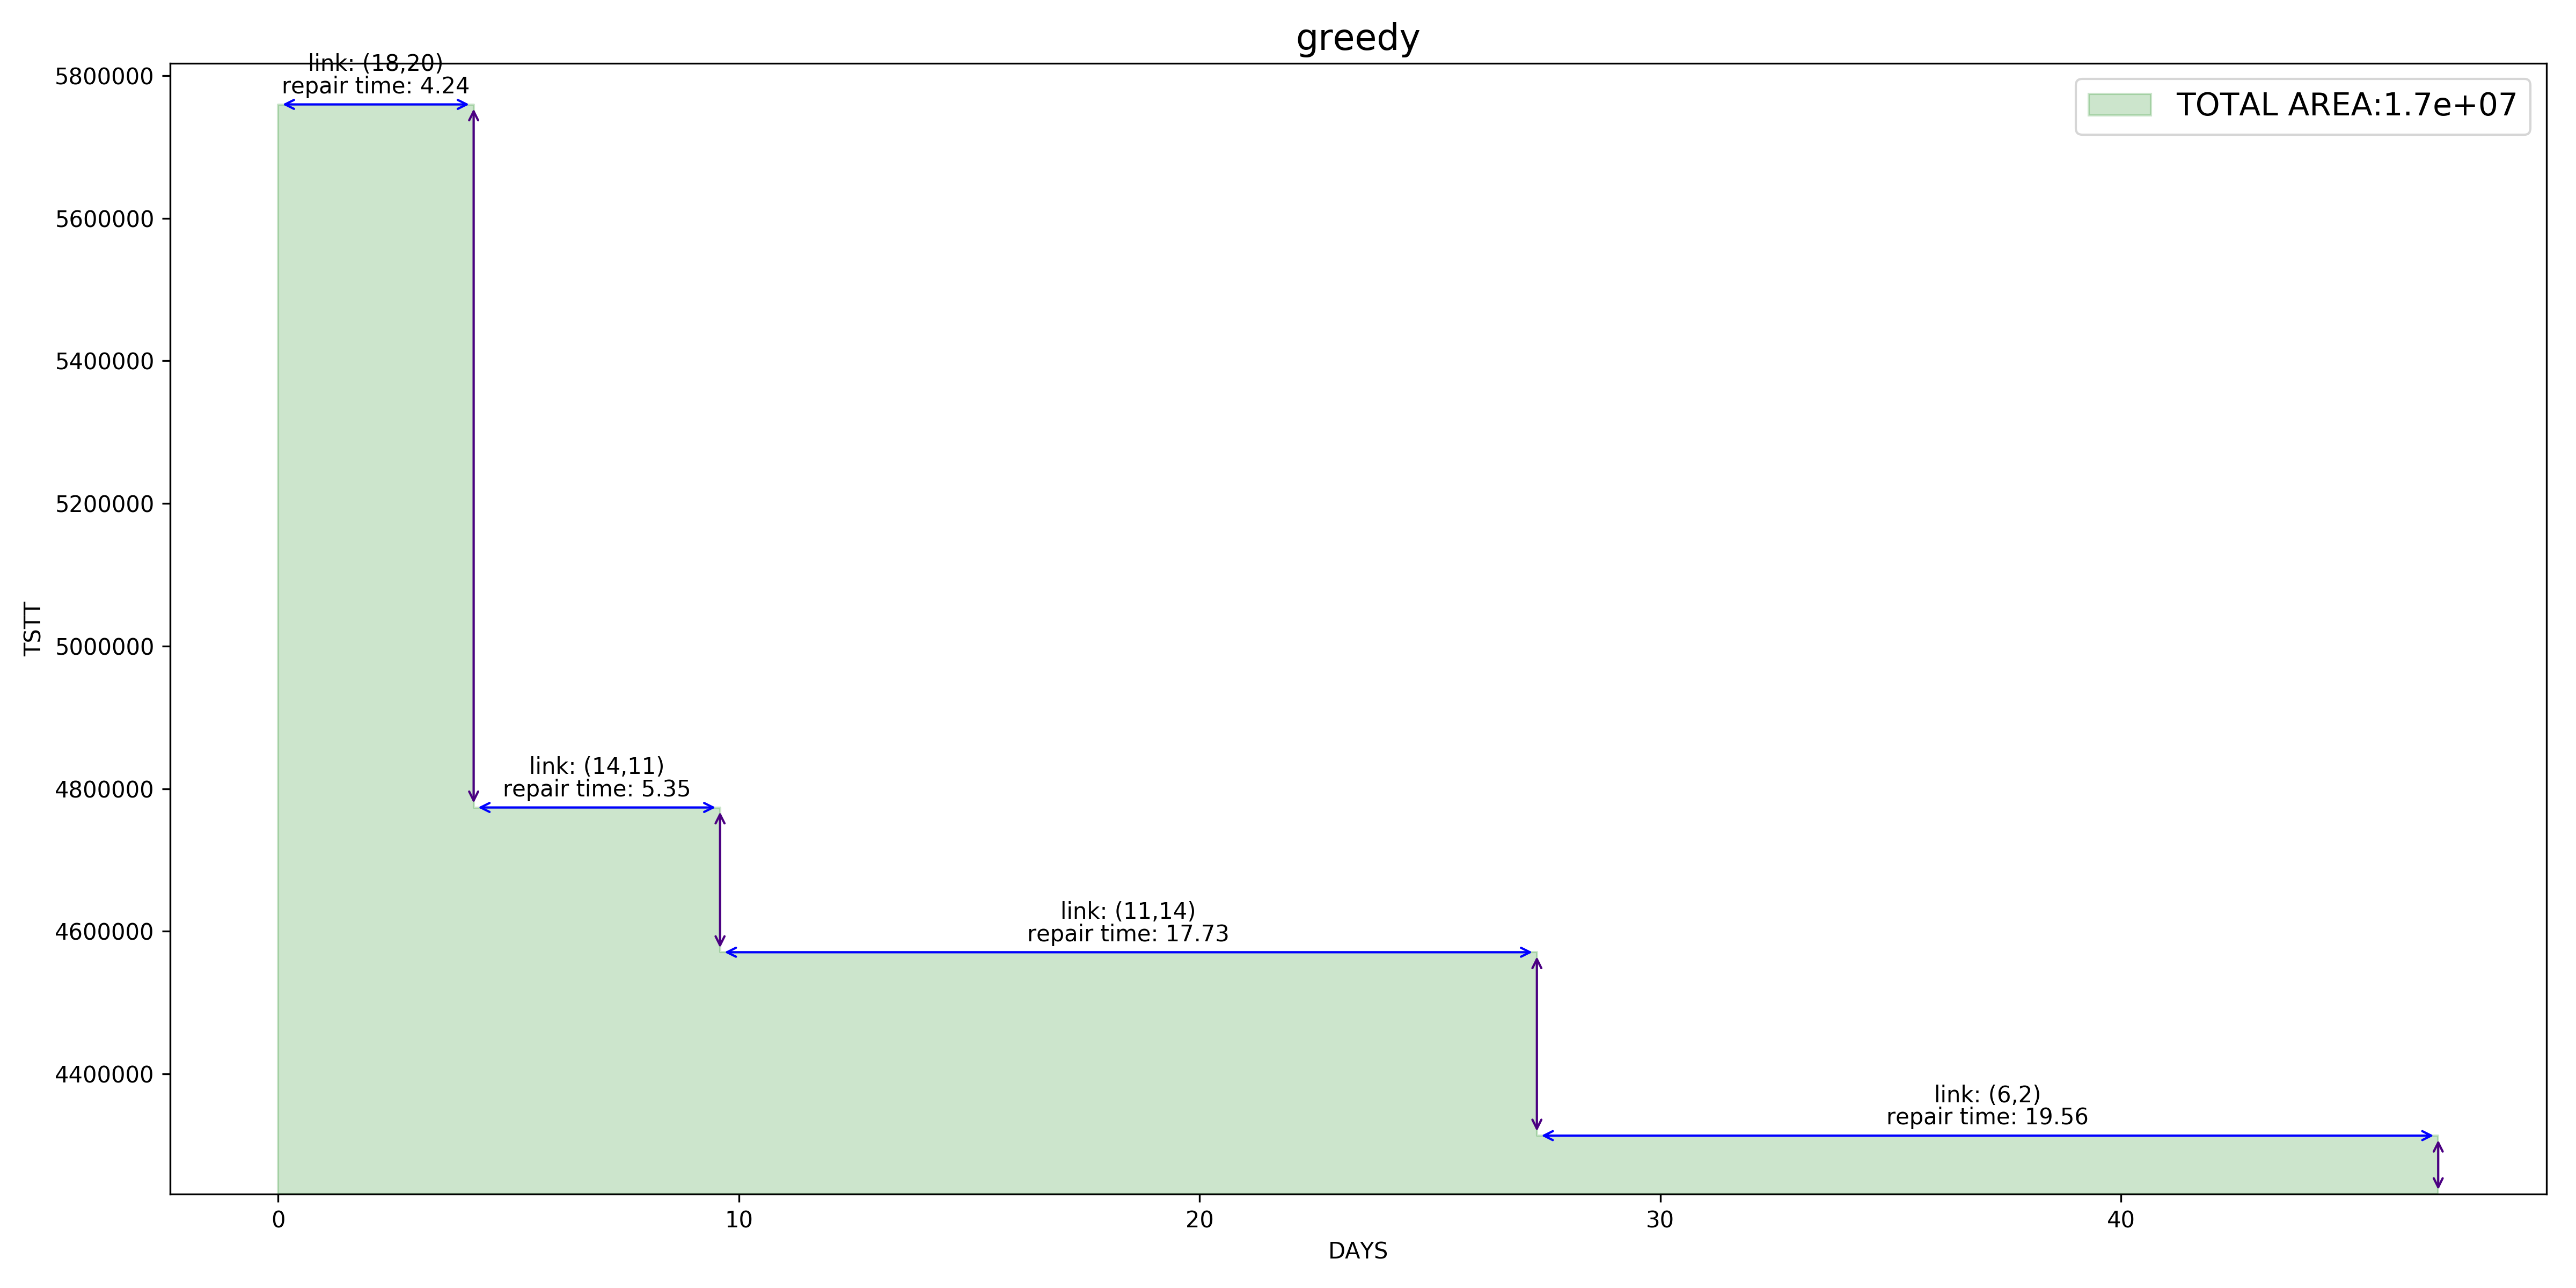 greedy
link: (18,20)
repair time: 4.24
TOTAL AREA:1.7e+07
5800000
5600000
5400000
5200000
5000000
4800000
4600000
4400000
TSTT
link: (14,11)
repair time: 5.35
link: (11,14)
repair time: 17.73
link: (6,2)
repair time: 19.56
0
10
20
30
40
DAYS